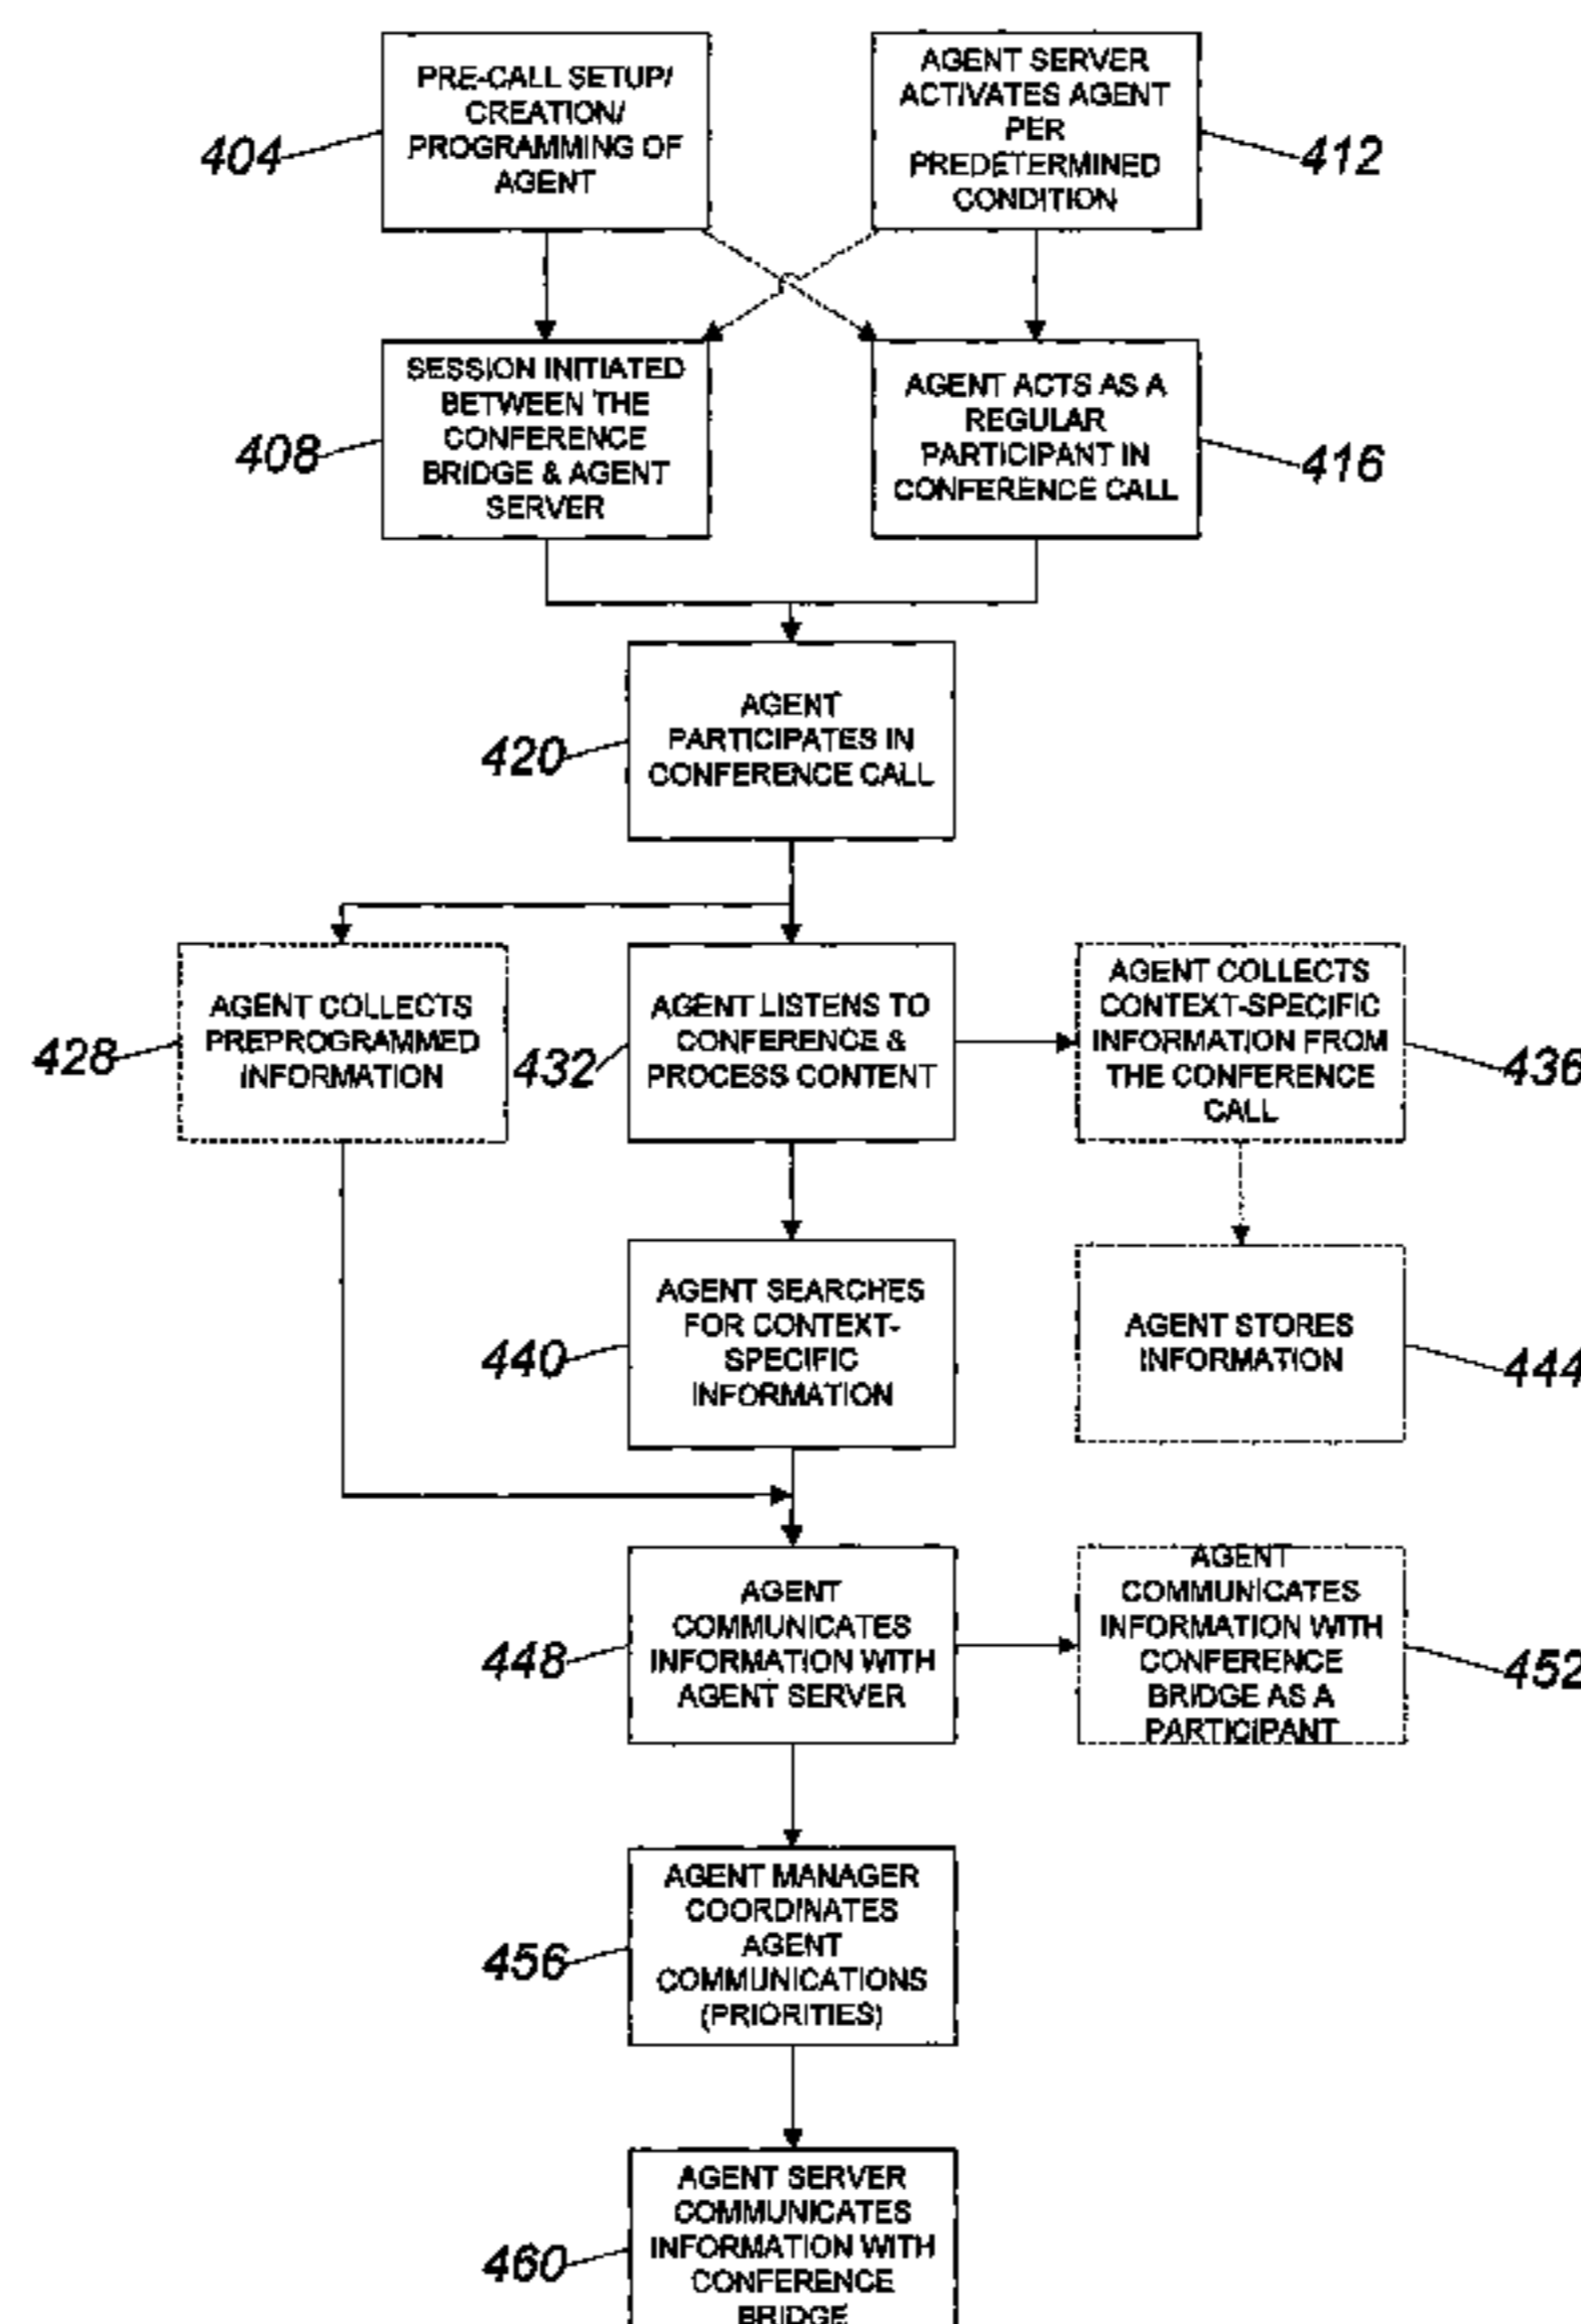 PRE-CALL SETUP/
CREATION/
PROGRAMMING OF
AGENT
404
AGENT SERVER
ACTIVATES AGENT
PER
PREDETERMINED
CONDITION
412
SESSION INITIATED
BETWEEN THE
CONFERENCE
BRIDGE & AGENT
SERVER
408
AGENT ACTS AS A
REGULAR
PARTICIPANT IN
CONFERENCE CALL
416
AGENT
PARTICIPATES IN
CONFERENCE CALL
420
AGENT COLLECTS
PREPROGRAMMED
INFORMATION
428
AGENT LISTENS TO
CONFERENCE &
PROCESS CONTENT
432
AGENT COLLECTS
CONTEXT-SPECIFIC
INFORMATION FROM
THE CONFERENCE
CALL
436
AGENT SEARCHES
FOR CONTEXT-
SPECIFIC
INFORMATION
440
AGENT STORES
INFORMATION
444
AGENT
COMMUNICATES
INFORMATION WITH
AGENT SERVER
448
AGENT
COMMUNICATES
INFORMATION WITH
CONFERENCE
BRIDGE AS A
PARTICIPANT
452
AGENT MANAGER
COORDINATES
AGENT
COMMUNICATIONS
(PRIORITIES)
456
AGENT SERVER
COMMUNICATES
INFORMATION WITH
CONFERENCE
BRIDGE
460